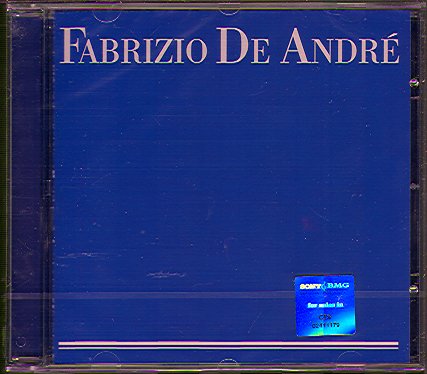 FABRIZIO DE ANDRÉ
SONY BMG